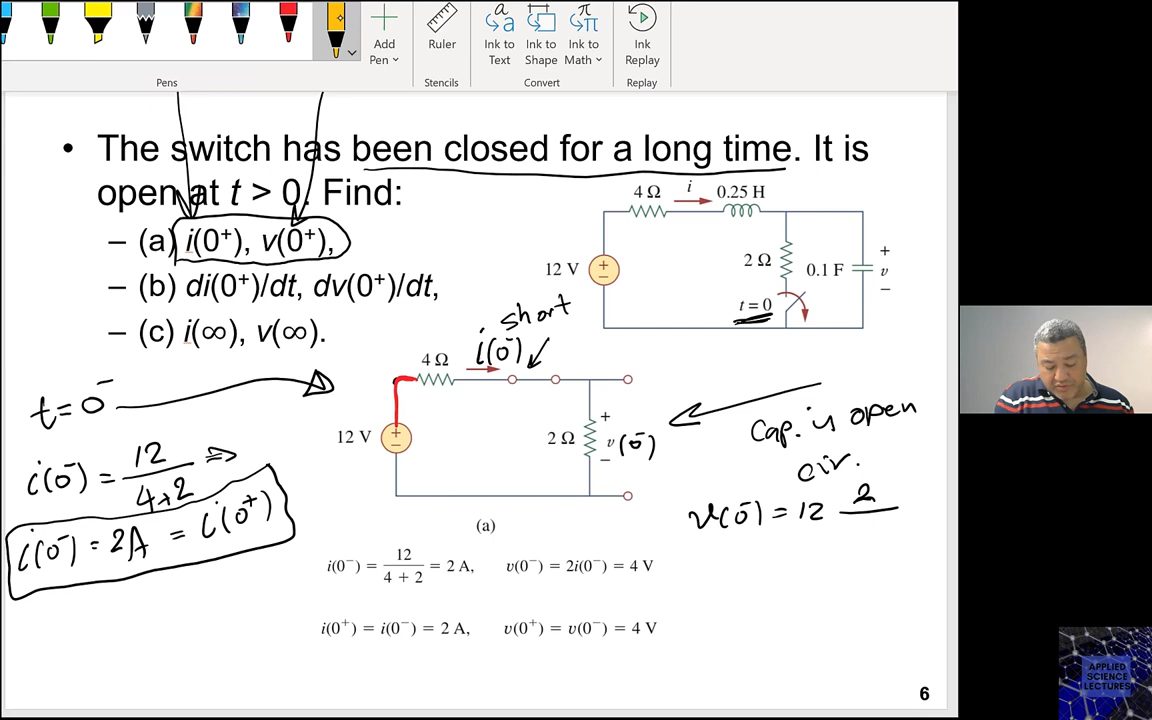 Add
Pen
Ruler
Ink to
Text
Ink to
Shape
Ink to
Math
Ink
Replay
Pens
Stencils
Convert
Replay
• The switch has been closed for a long time. It is
open at t > 0. Find:
– (a) i(0⁺), v(0⁺),
– (b) di(0⁺)/dt, dv(0⁺)/dt,
– (c) i(∞), v(∞).
4 Ω
i
0.25 H
12 V
+
−
2 Ω
0.1 F
+
v
−
t = 0
short
4 Ω
i(0⁻)
t = 0⁻
12 V
+
−
2 Ω
+
v (0⁻)
−
Cap. is open
cir.
i(0⁻) = 12 / 4+2 ⇒
v(0⁻) = 12 2
i(0⁻) = 2A = i(0⁺)
(a)
i(0⁻) = 12 / 4 + 2 = 2 A, v(0⁻) = 2i(0⁻) = 4 V
i(0⁺) = i(0⁻) = 2 A, v(0⁺) = v(0⁻) = 4 V
6
APPLIED
SCIENCE
LECTURES